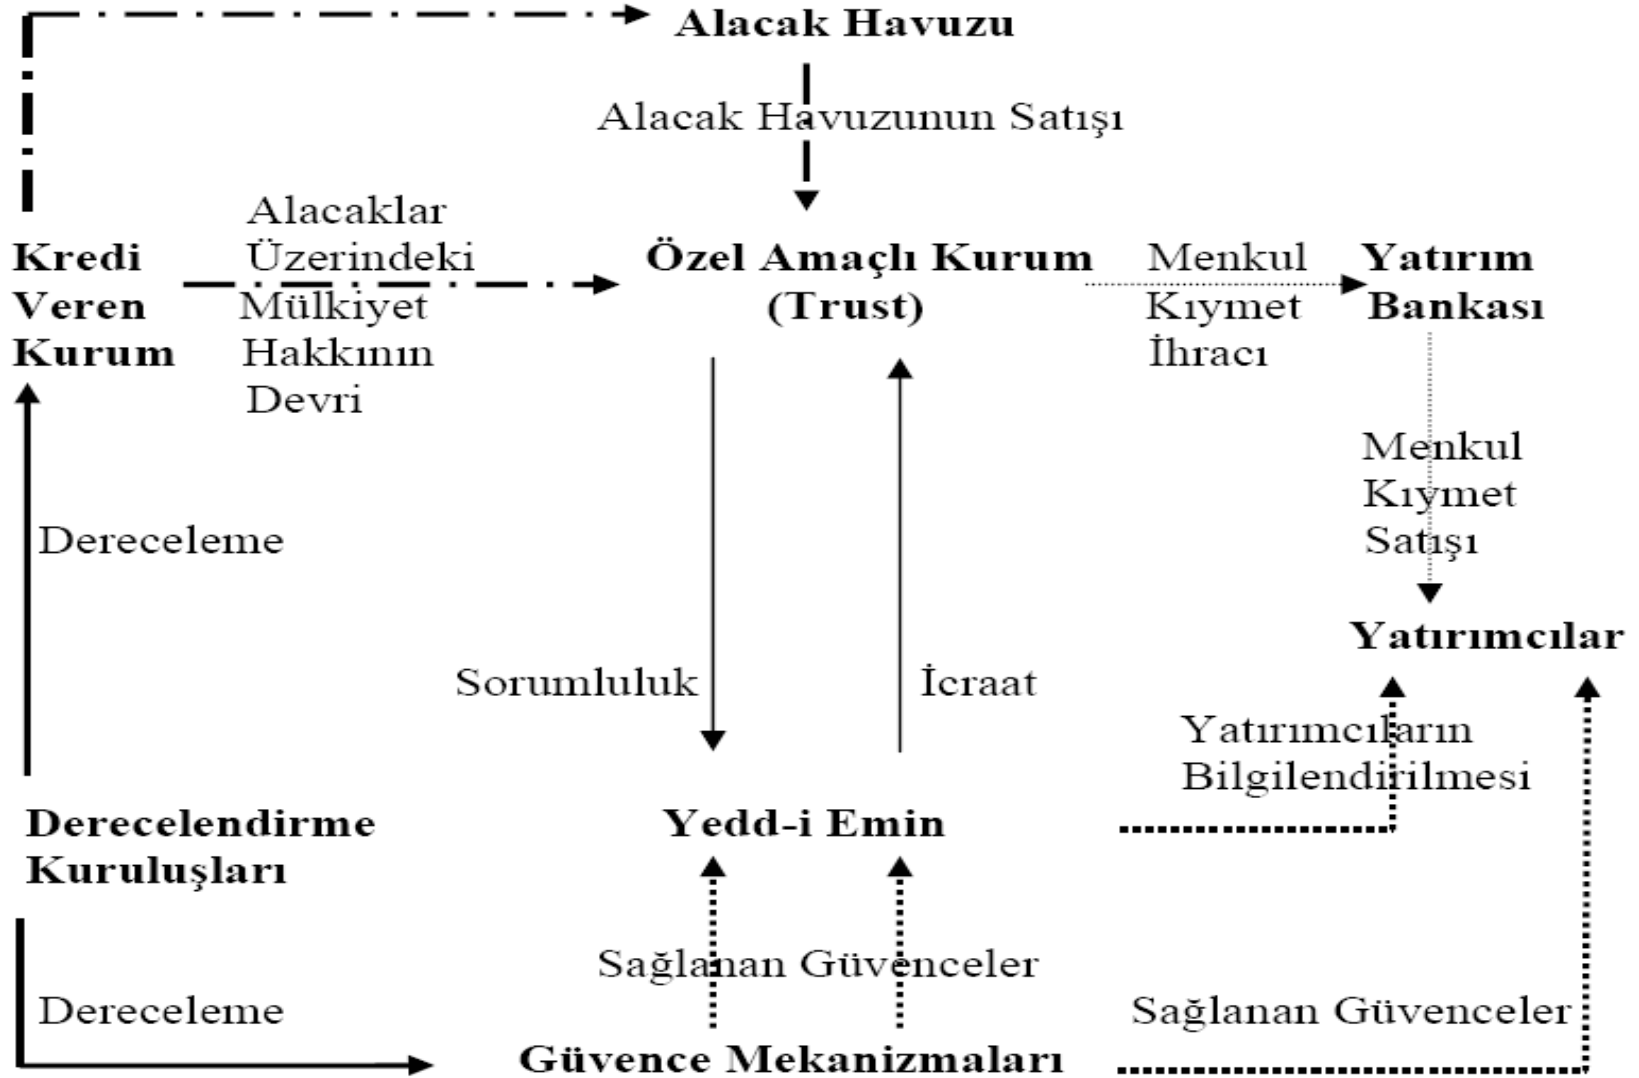 Alacak Havuzu
Alacak Havuzunun Satışı
Alacaklar
Üzerindeki
Mülkiyet
Hakkının
Devri
Kredi
Veren
Kurum
Özel Amaçlı Kurum
(Trust)
Menkul
Kıymet
İhracı
Yatırım
Bankası
Menkul
Kıymet
Satışı
Dereceleme
Yatırımcılar
Sorumluluk
İcraat
Yatırımcıların
Bilgilendirilmesi
Derecelendirme
Kuruluşları
Yedd-i Emin
Sağlanan Güvenceler
Dereceleme
Sağlanan Güvenceler
Güvence Mekanizmaları